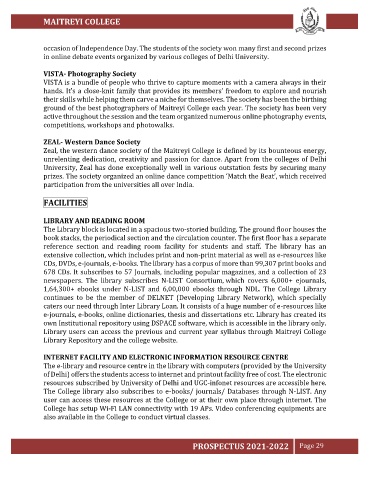 MAITREYI COLLEGE
occasion of Independence Day. The students of the society won many first and second prizes
in online debate events organized by various colleges of Delhi University.
VISTA- Photography Society
VISTA is a bundle of people who thrive to capture moments with a camera always in their
hands. It's a close-knit family that provides its members' freedom to explore and nourish
their skills while helping them carve a niche for themselves. The society has been the birthing
ground of the best photographers of Maitreyi College each year. The society has been very
active throughout the session and the team organized numerous online photography events,
competitions, workshops and photowalks.
ZEAL- Western Dance Society
Zeal, the western dance society of the Maitreyi College is defined by its bounteous energy,
unrelenting dedication, creativity and passion for dance. Apart from the colleges of Delhi
University, Zeal has done exceptionally well in various outstation fests by securing many
prizes. The society organized an online dance competition 'Match the Beat', which received
participation from the universities all over India.
FACILITIES
LIBRARY AND READING ROOM
The Library block is located in a spacious two-storied building. The ground floor houses the
book stacks, the periodical section and the circulation counter. The first floor has a separate
reference section and reading room facility for students and staff. The library has an
extensive collection, which includes print and non-print material as well as e-resources like
CDs, DVDs, e-journals, e-books. The library has a corpus of more than 99,307 print books and
678 CDs. It subscribes to 57 Journals, including popular magazines, and a collection of 23
newspapers. The library subscribes N-LIST Consortium, which covers 6,000+ ejournals,
1,64,300+ ebooks under N-LIST and 6,00,000 ebooks through NDL. The College Library
continues to be the member of DELNET (Developing Library Network), which specially
caters our need through Inter Library Loan. It consists of a huge number of e-resources like
e-journals, e-books, online dictionaries, thesis and dissertations etc. Library has created its
own Institutional repository using DSPACE software, which is accessible in the library only.
Library users can access the previous and current year syllabus through Maitreyi College
Library Repository and the college website.
INTERNET FACILITY AND ELECTRONIC INFORMATION RESOURCE CENTRE
The e-library and resource centre in the library with computers (provided by the University
of Delhi) offers the students access to internet and printout facility free of cost. The electronic
resources subscribed by University of Delhi and UGC-infonet resources are accessible here.
The College library also subscribes to e-books/ journals/ Databases through N-LIST. Any
user can access these resources at the College or at their own place through internet. The
College has setup Wi-Fi LAN connectivity with 19 APs. Video conferencing equipments are
also available in the College to conduct virtual classes.
PROSPECTUS 2021-2022 Page 29